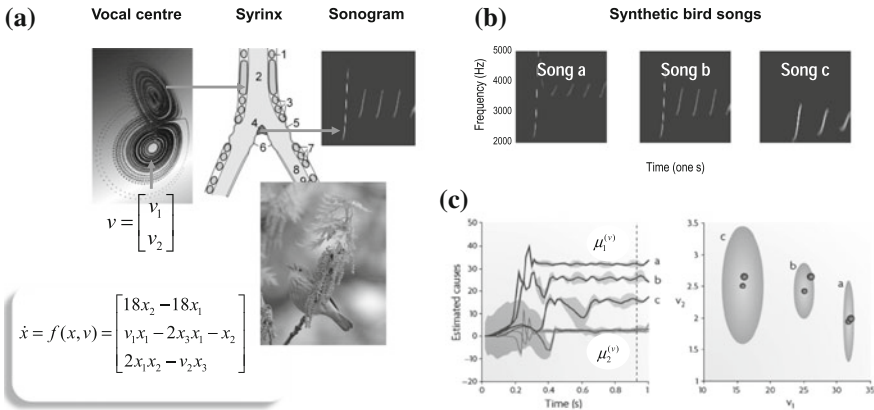 (a)
Vocal centre
Syrinx
Sonogram
1
2
3
4
5
6
7
8
v = [v₁
v₂]
ẋ = f(x, v) = [18x₂ − 18x₁
v₁x₁ − 2x₃x₁ − x₂
2x₁x₂ − v₂x₃]
(b)
Synthetic bird songs
Frequency (Hz)
5000
4000
3000
2000
Song a
Song b
Song c
Time (one s)
(c)
Estimated causes
50
40
30
20
10
0
-10
-20
0
0.2
0.4
0.6
0.8
1
Time (s)
μ₁⁽ᵛ⁾
μ₂⁽ᵛ⁾
a
b
c
v₂
3.5
3
2.5
2
1.5
1
10
15
20
25
30
35
v₁
c
b
a